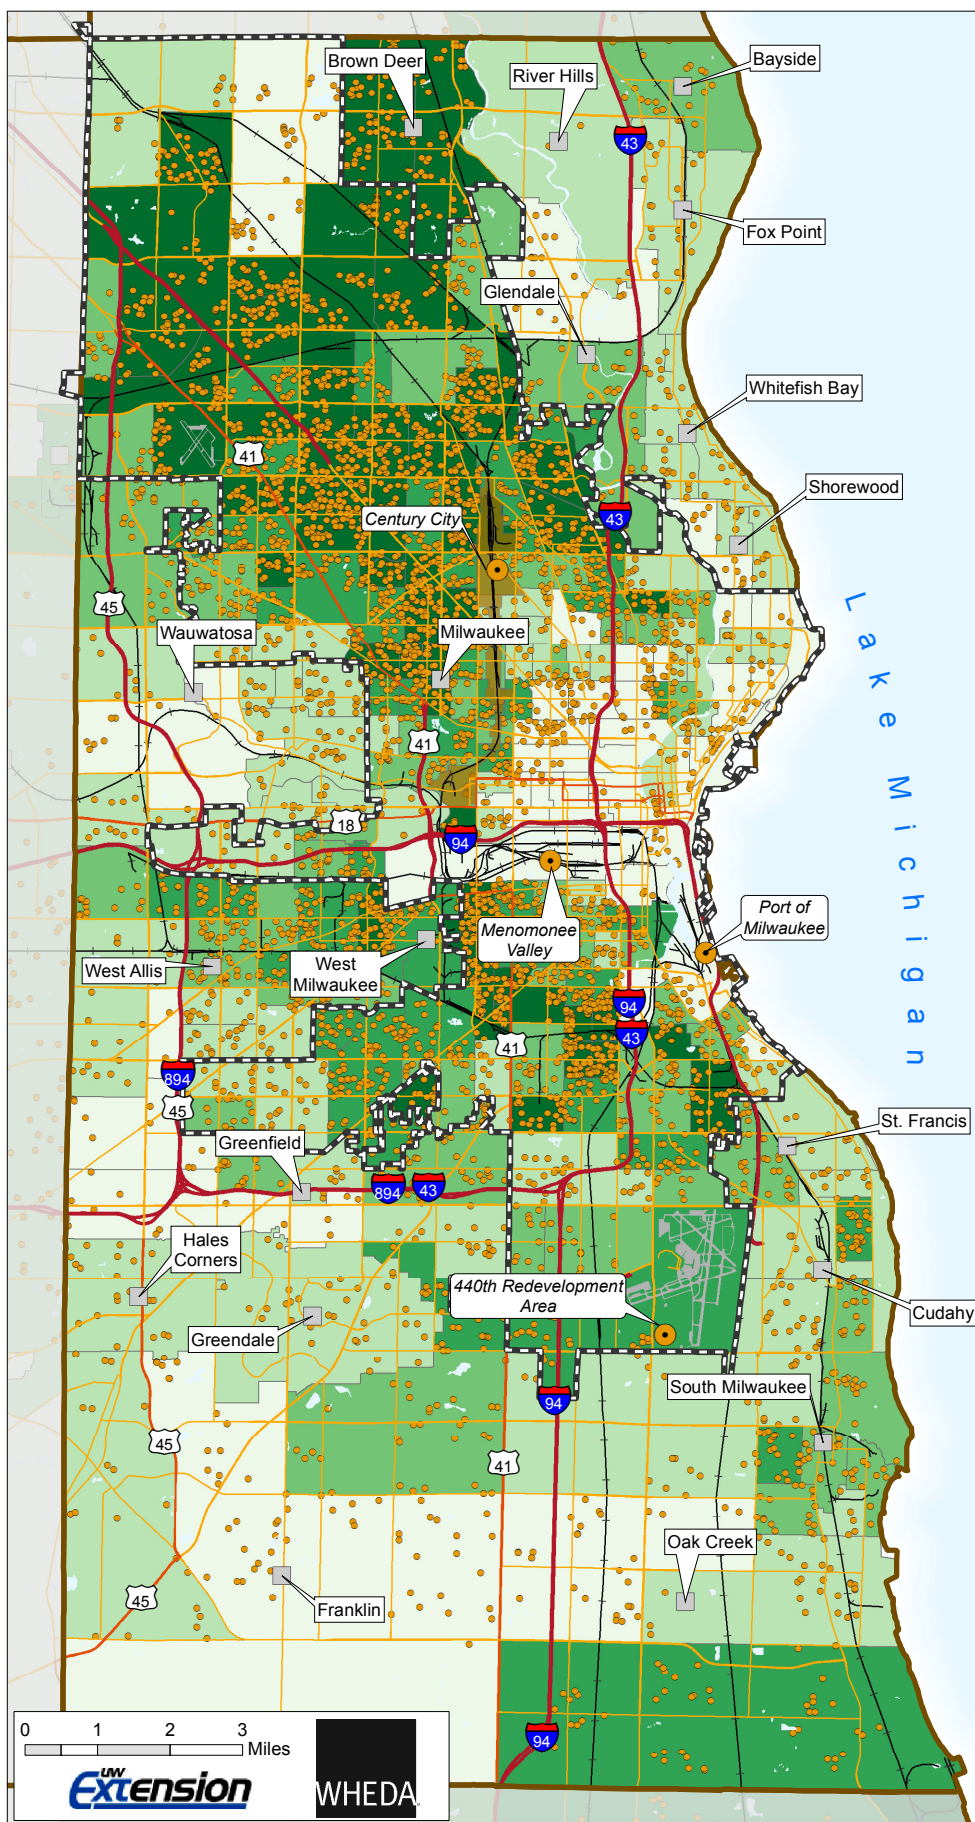 Brown Deer
River Hills
Bayside
43
Fox Point
Glendale
Whitefish Bay
41
Shorewood
Century City
43
45
Wauwatosa
Milwaukee
41
18
94
Lake Michigan
Menomonee
Valley
Port of
Milwaukee
West Allis
West
Milwaukee
94
43
41
894
45
St. Francis
Greenfield
894
43
Hales
Corners
440th Redevelopment
Area
Cudahy
Greendale
South Milwaukee
94
45
41
Oak Creek
45
Franklin
0 1 2 3
Miles
94
UW
Extension
WHEDA